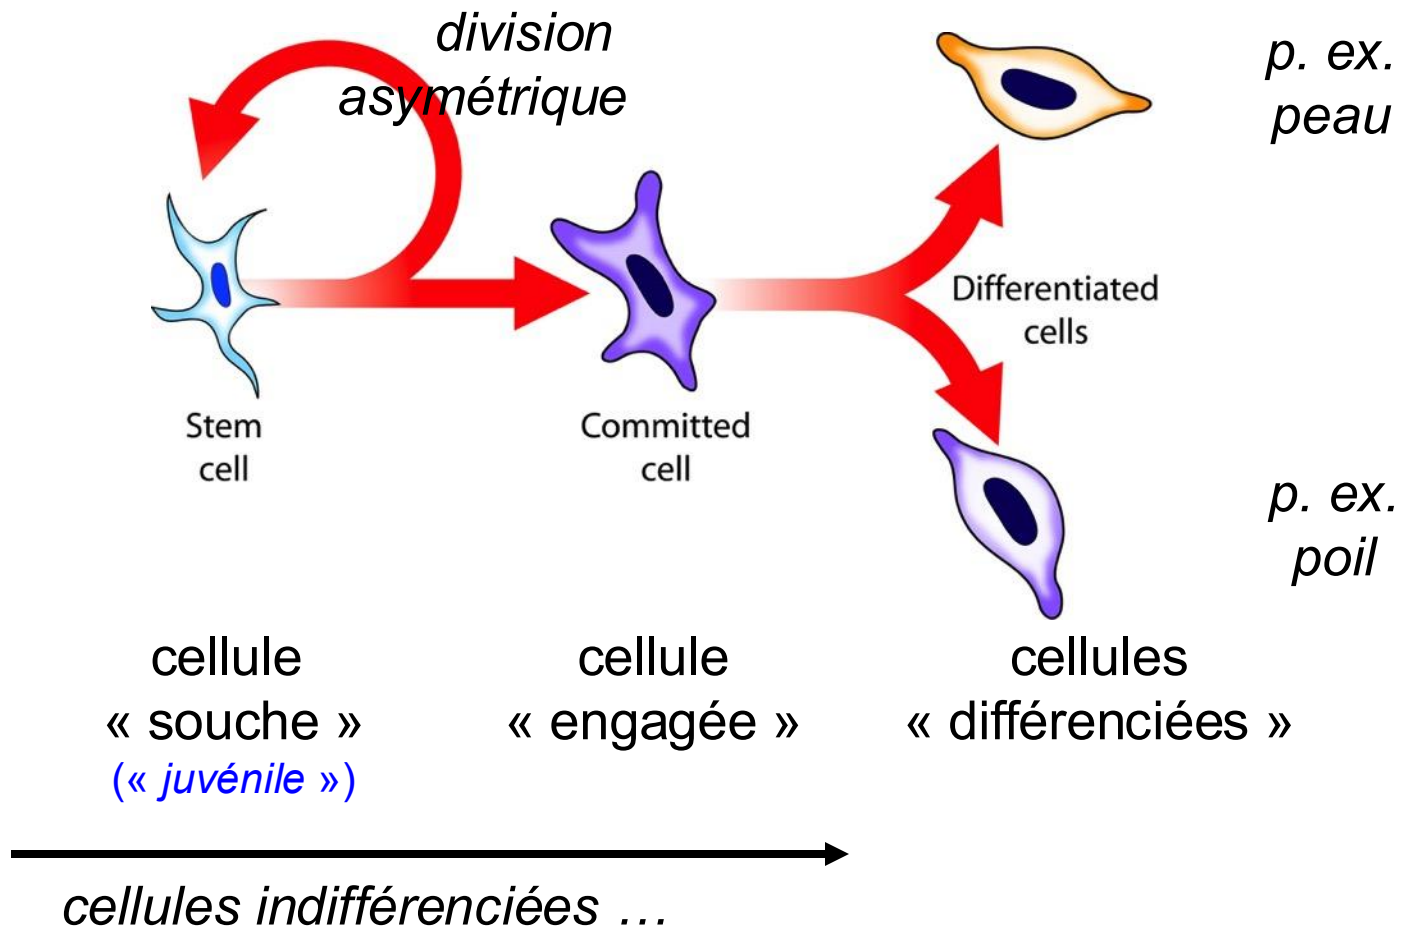 division
asymétrique
p. ex.
peau
Differentiated
cells
Stem
cell
Committed
cell
p. ex.
poil
cellule
« souche »
(« juvénile »)
cellule
« engagée »
cellules
« différenciées »
cellules indifférenciées …